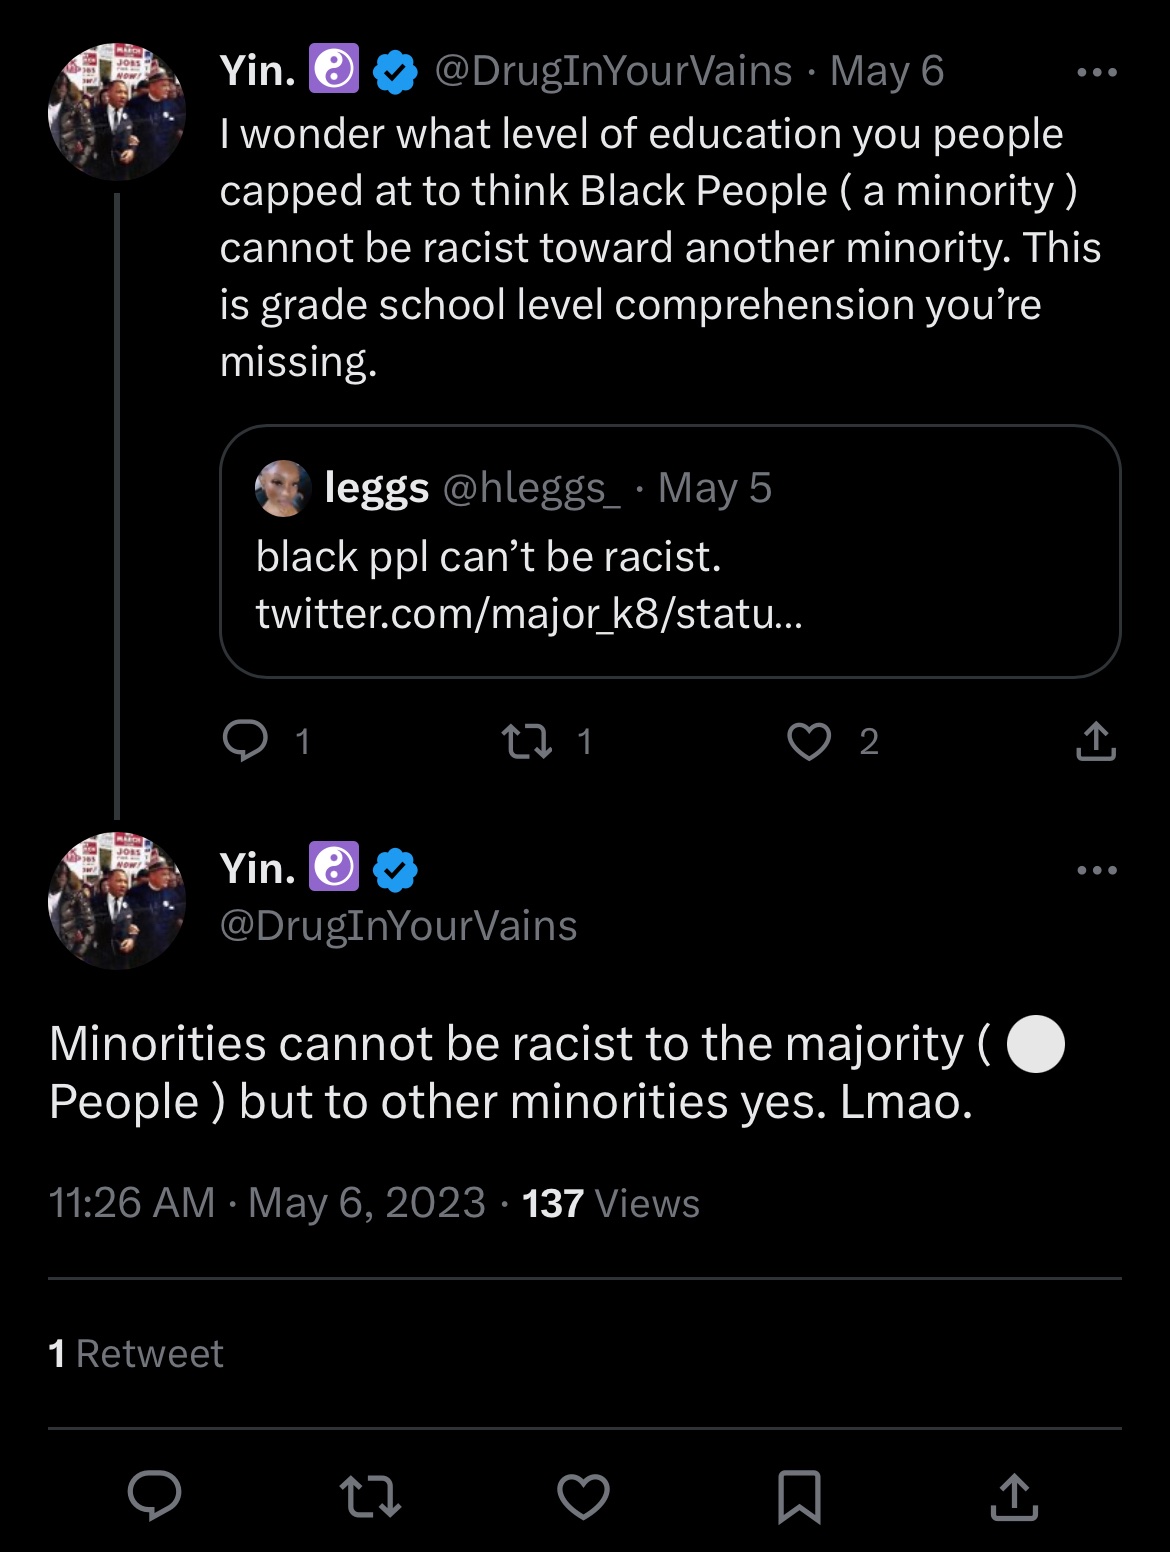 Yin. ☯️ @DrugInYourVains · May 6
I wonder what level of education you people
capped at to think Black People ( a minority )
cannot be racist toward another minority. This
is grade school level comprehension you’re
missing.
leggs @hleggs_ · May 5
black ppl can’t be racist.
twitter.com/major_k8/statu...
1 1 2
Yin. ☯️
@DrugInYourVains
Minorities cannot be racist to the majority ( ⚪
People ) but to other minorities yes. Lmao.
11:26 AM · May 6, 2023 · 137 Views
1 Retweet